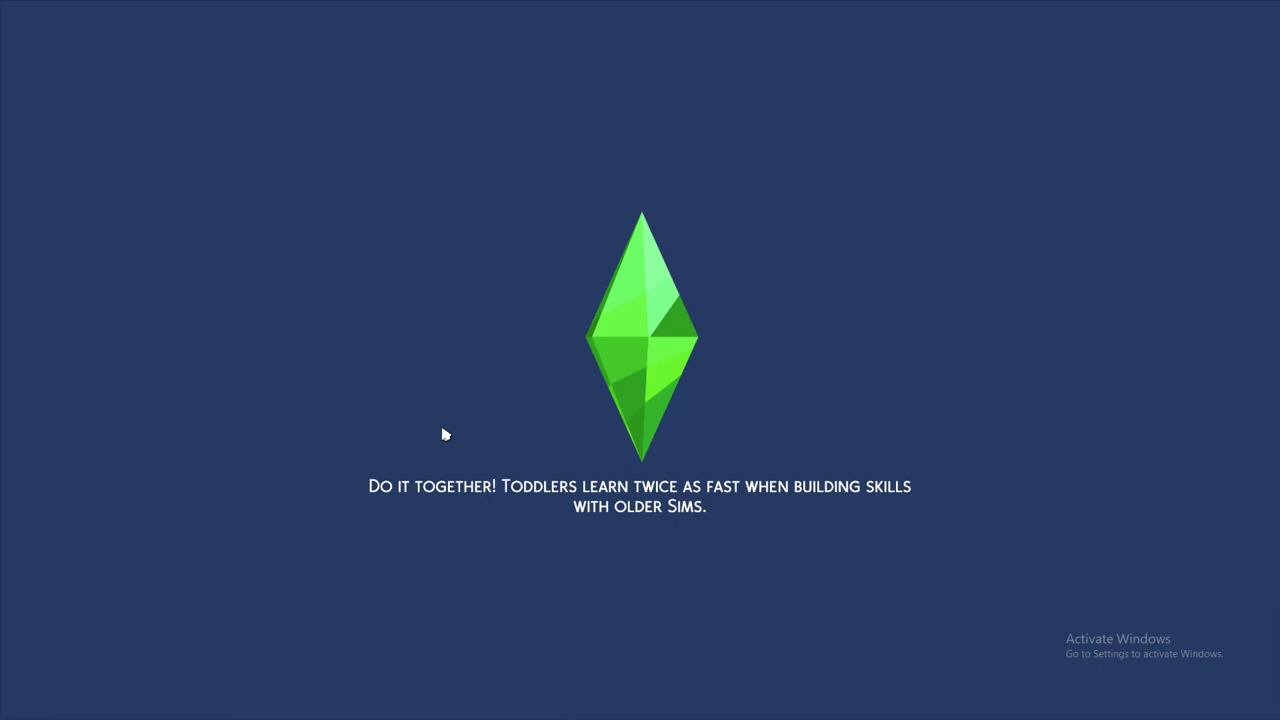 Do it together! Toddlers learn twice as fast when building skills
with older Sims.
Activate Windows
Go to Settings to activate Windows.